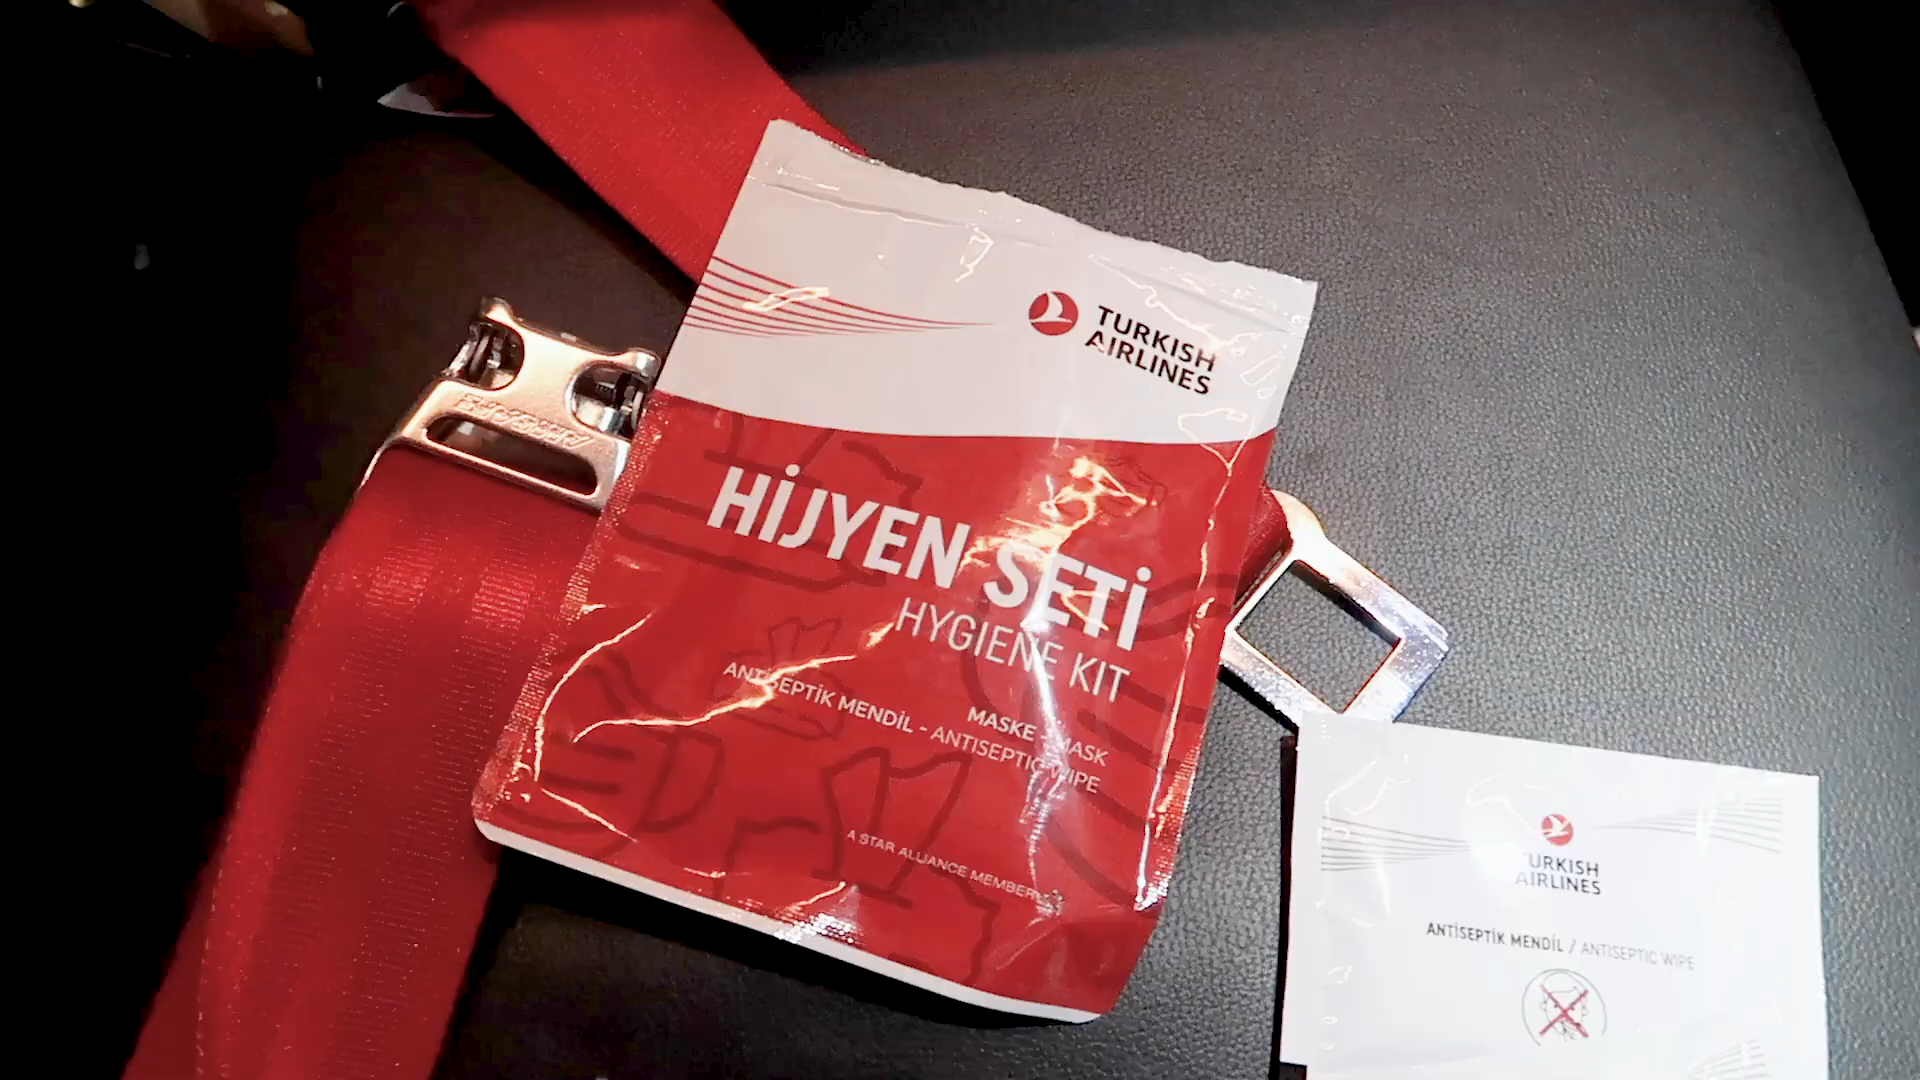 TURKISH
AIRLINES
HİJYEN SETİ
HYGIENE KIT
MASKE - MASK
ANTİSEPTİK MENDİL - ANTISEPTIC WIPE
A STAR ALLIANCE MEMBER
TURKISH
AIRLINES
ANTİSEPTİK MENDİL / ANTISEPTIC WIPE